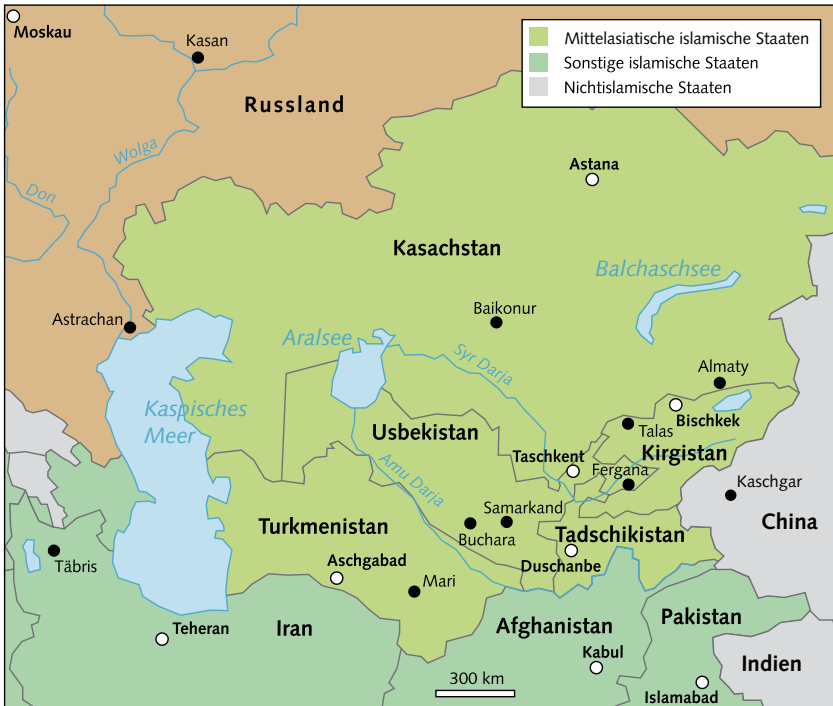 Moskau
Kasan
Mittelasiatische islamische Staaten
Sonstige islamische Staaten
Nichtislamische Staaten
Russland
Wolga
Don
Astana
Kasachstan
Balchaschsee
Astrachan
Baikonur
Aralsee
Syr Darja
Almaty
Kaspisches
Meer
Usbekistan
Bischkek
Talas
Kirgistan
Taschkent
Fergana
Amu Darja
Kaschgar
Samarkand
China
Turkmenistan
Buchara
Tadschikistan
Täbris
Aschgabad
Duschanbe
Mari
Teheran
Iran
Afghanistan
Pakistan
Kabul
Indien
300 km
Islamabad